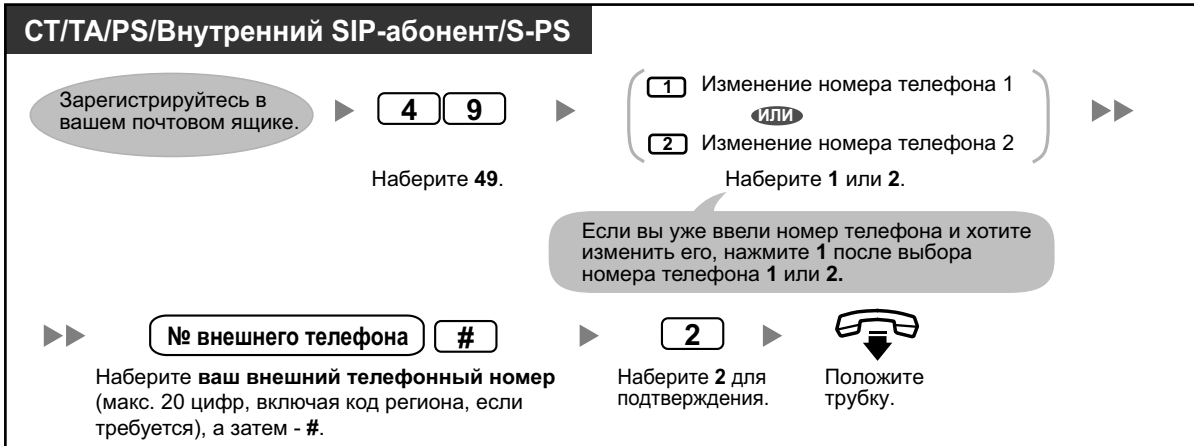 CT/TA/PS/Внутренний SIP-абонент/S-PS
Зарегистрируйтесь в
вашем почтовом ящике.
4 9
Наберите 49.
1 Изменение номера телефона 1
ИЛИ
2 Изменение номера телефона 2
Наберите 1 или 2.
Если вы уже ввели номер телефона и хотите
изменить его, нажмите 1 после выбора
номера телефона 1 или 2.
№ внешнего телефона #
Наберите ваш внешний телефонный номер
(макс. 20 цифр, включая код региона, если
требуется), а затем - #.
2
Наберите 2 для
подтверждения.
Положите
трубку.